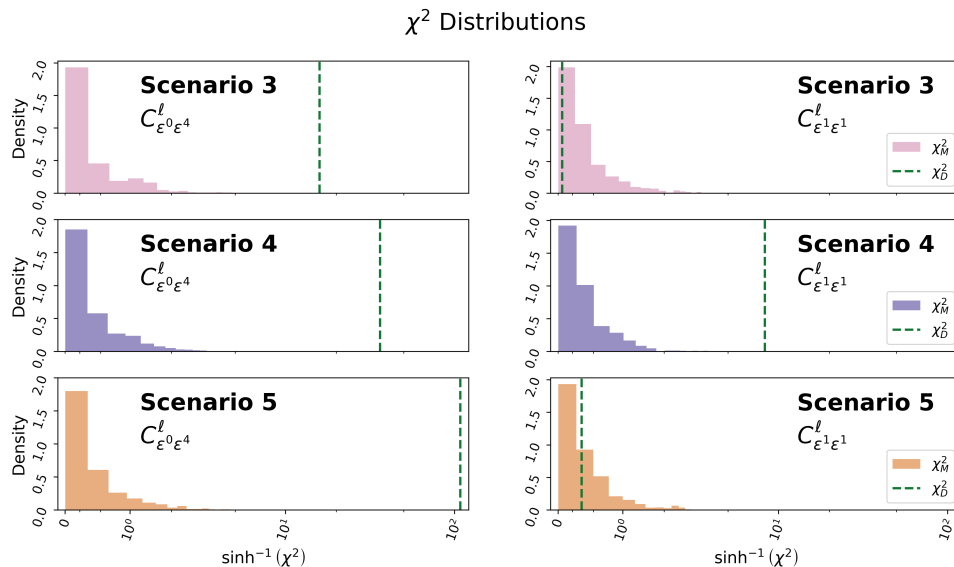 χ² Distributions
Density
2.0
1.5
1.0
0.5
0.0
Scenario 3
C^ℓ_{ε⁰ε⁴}
2.0
1.5
1.0
0.5
0.0
Scenario 3
C^ℓ_{ε¹ε¹}
χ²_M
χ²_D
Density
2.0
1.5
1.0
0.5
0.0
Scenario 4
C^ℓ_{ε⁰ε⁴}
2.0
1.5
1.0
0.5
0.0
Scenario 4
C^ℓ_{ε¹ε¹}
χ²_M
χ²_D
Density
2.0
1.5
1.0
0.5
0.0
Scenario 5
C^ℓ_{ε⁰ε⁴}
0 10⁰ 10¹ 10²
sinh⁻¹ (χ²)
2.0
1.5
1.0
0.5
0.0
Scenario 5
C^ℓ_{ε¹ε¹}
χ²_M
χ²_D
0 10⁰ 10¹ 10²
sinh⁻¹ (χ²)